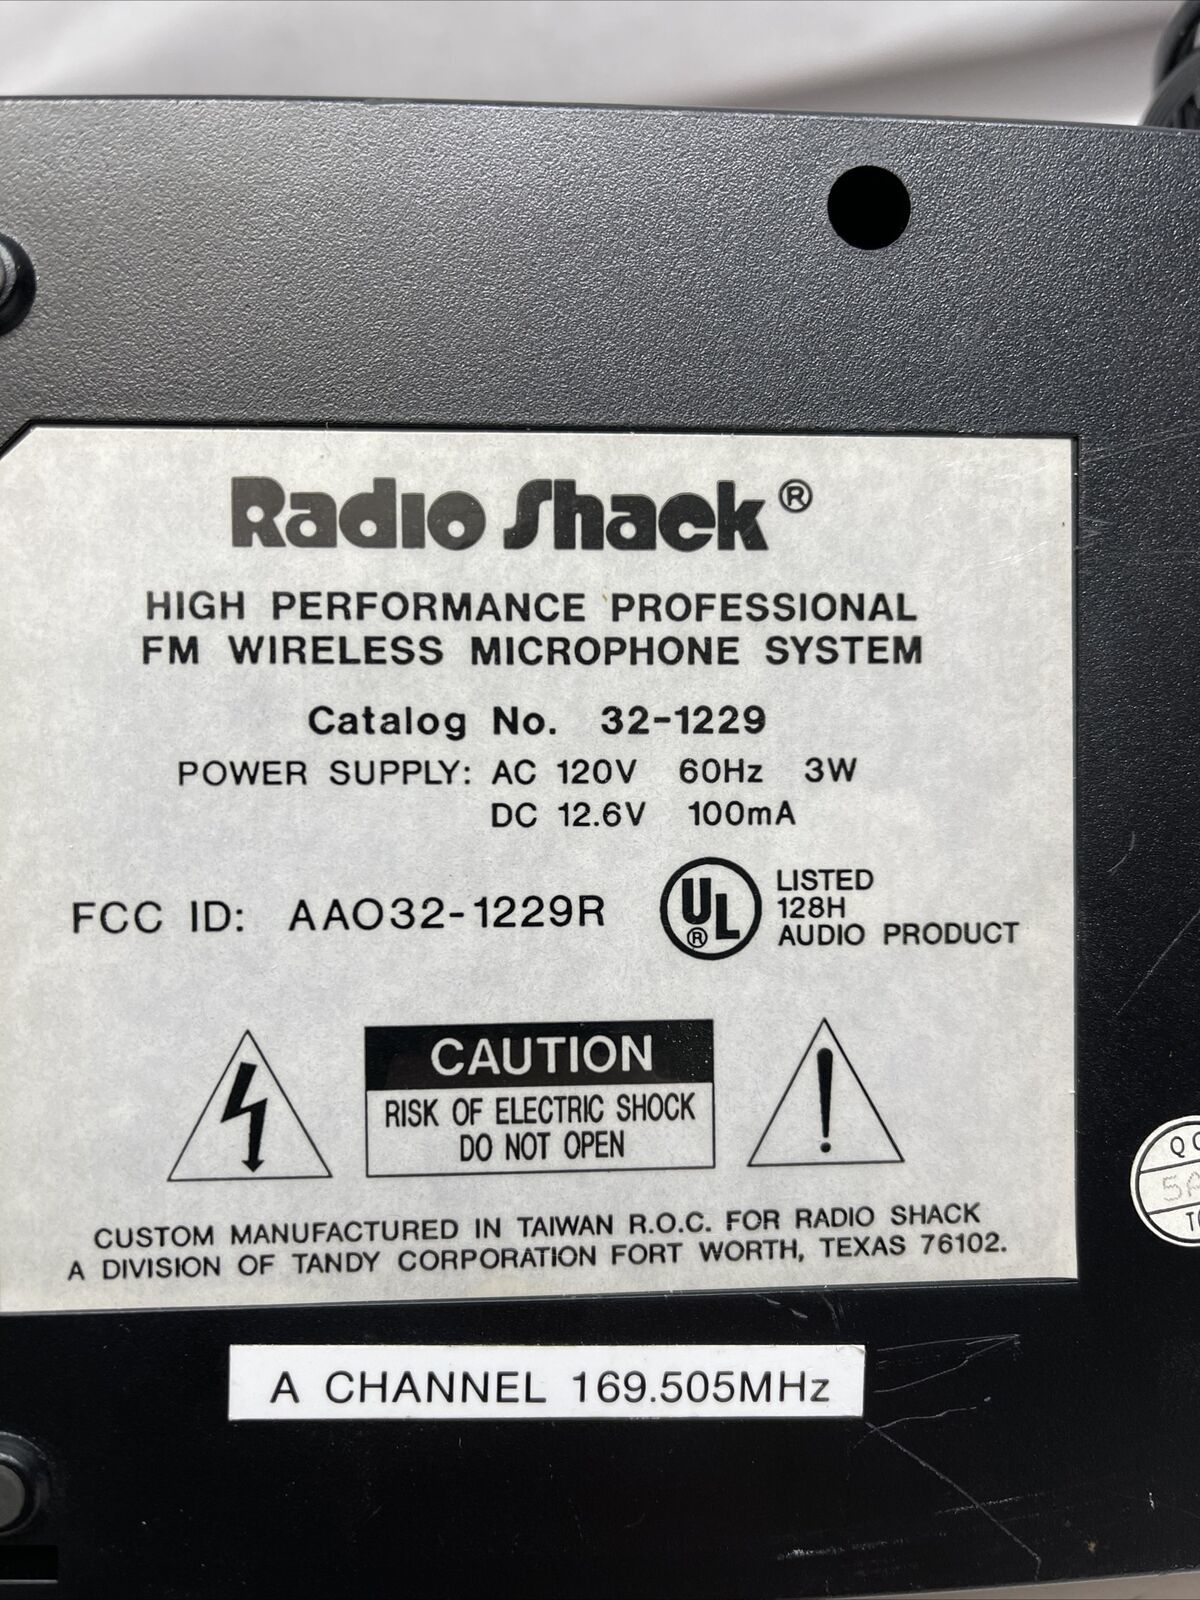 Radio Shack®
HIGH PERFORMANCE PROFESSIONAL
FM WIRELESS MICROPHONE SYSTEM
Catalog No. 32-1229
POWER SUPPLY: AC 120V 60Hz 3W
DC 12.6V 100mA
FCC ID: AAO32-1229R
UL®
LISTED
128H
AUDIO PRODUCT
CAUTION
RISK OF ELECTRIC SHOCK
DO NOT OPEN
CUSTOM MANUFACTURED IN TAIWAN R.O.C. FOR RADIO SHACK
A DIVISION OF TANDY CORPORATION FORT WORTH, TEXAS 76102.
A CHANNEL 169.505MHz